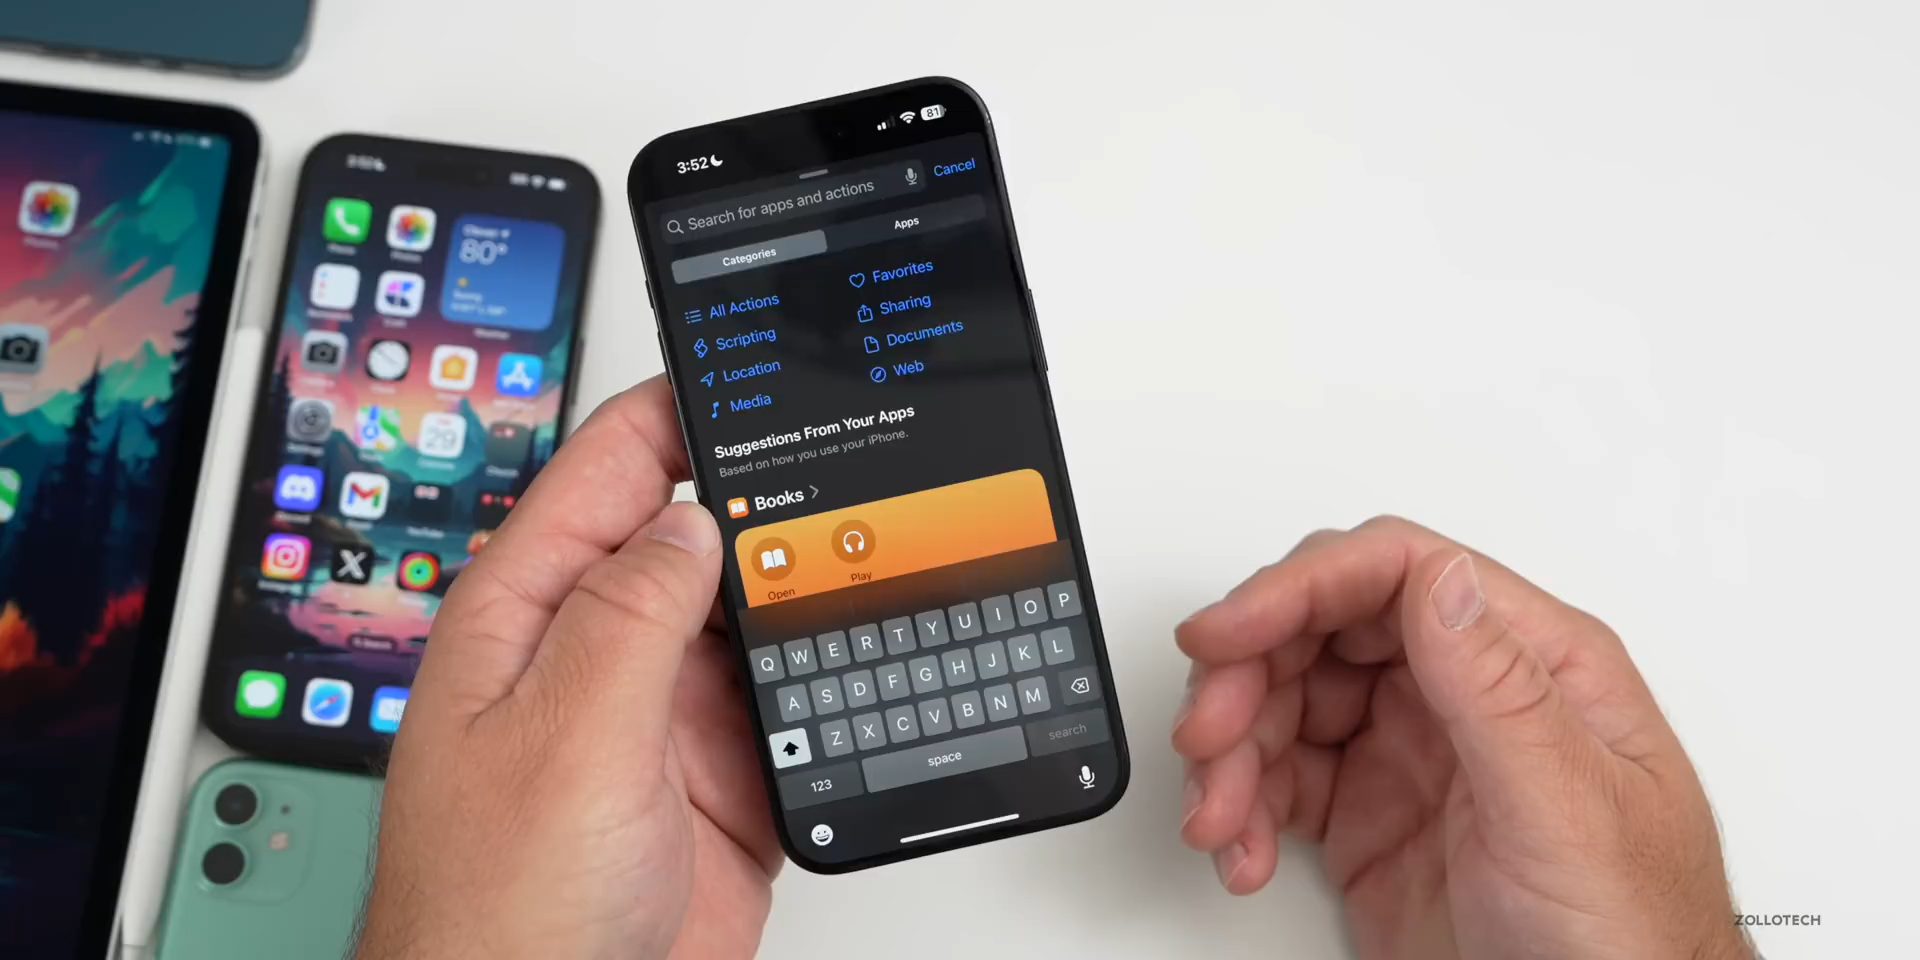 3:52
81
Search for apps and actions
Cancel
Categories
Apps
All Actions
Favorites
Scripting
Sharing
Location
Documents
Media
Web
Suggestions From Your Apps
Based on how you use your iPhone.
Books
Open
Play
Q W E R T Y U I O P
A S D F G H J K L
Z X C V B N M
123
space
search
80°
29
ZOLLOTECH